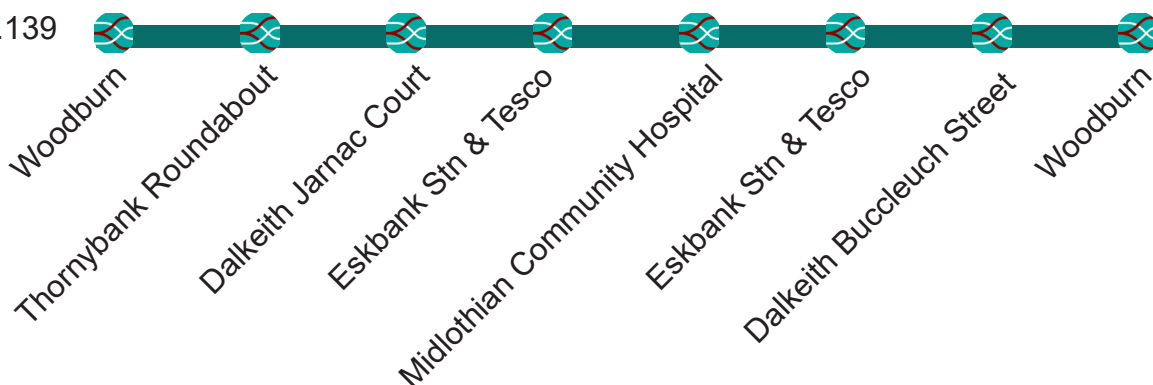 .139
Woodburn
Thornybank Roundabout
Dalkeith Jarnac Court
Eskbank Stn & Tesco
Midlothian Community Hospital
Eskbank Stn & Tesco
Dalkeith Buccleuch Street
Woodburn